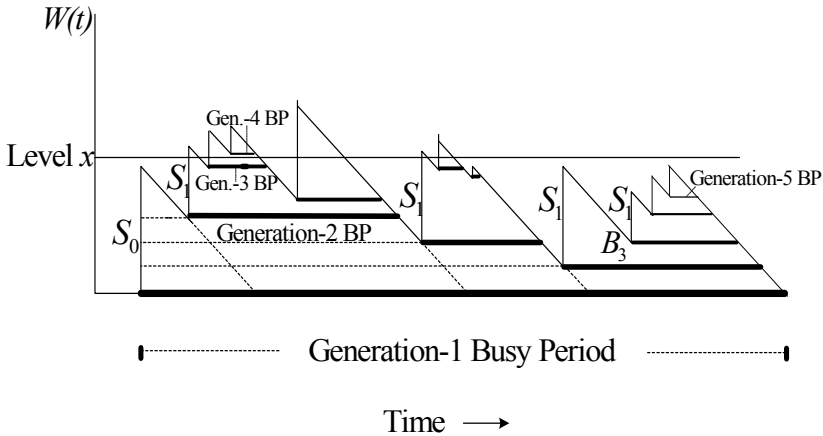 W(t)
Gen.-4 BP
Level x
S1
Gen.-3 BP
S1
S1
S1
Generation-5 BP
S0
Generation-2 BP
B3
Generation-1 Busy Period
Time